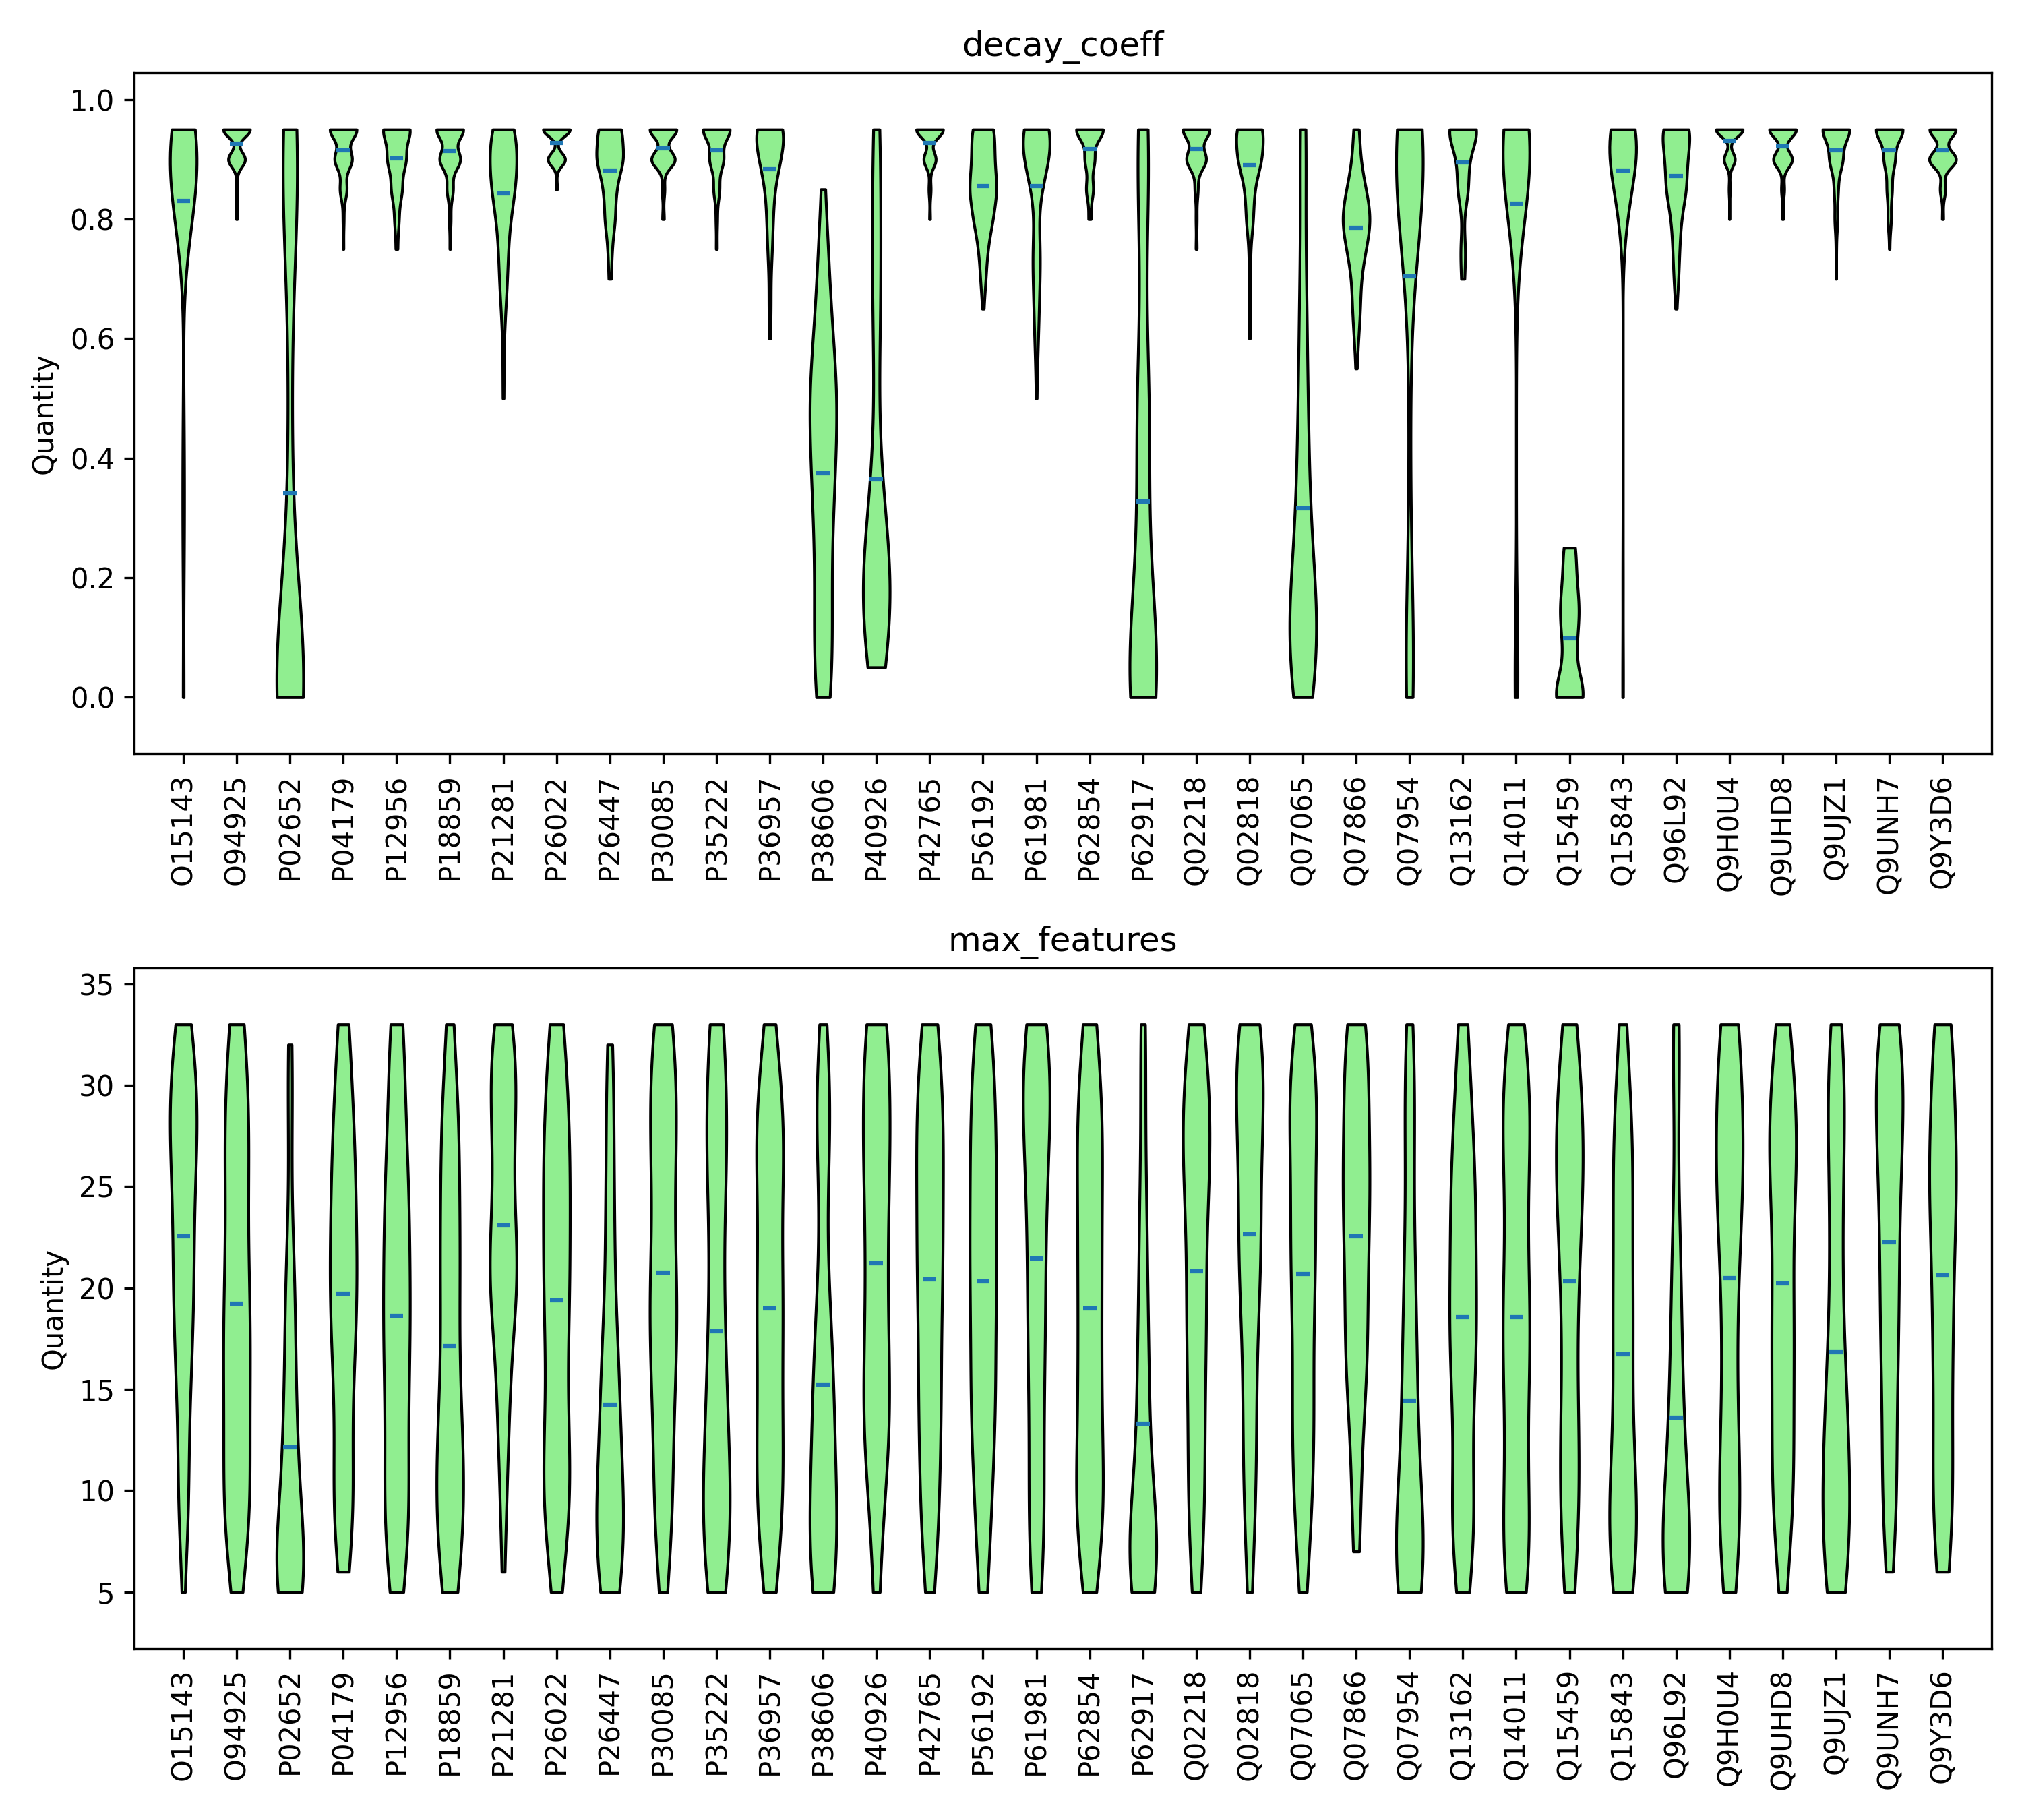 decay_coeff
1.0
0.8
0.6
0.4
0.2
0.0
Quantity
O15143 O94925 P02652 P04179 P12956 P18859 P21281 P26022 P26447 P30085 P35222 P36957 P38606 P40926 P42765 P56192 P61981 P62854 P62917 Q02218 Q02818 Q07065 Q07866 Q07954 Q13162 Q14011 Q15459 Q15843 Q96L92 Q9H0U4 Q9UHD8 Q9UJZ1 Q9UNH7 Q9Y3D6
max_features
35
30
25
20
15
10
5
Quantity
O15143 O94925 P02652 P04179 P12956 P18859 P21281 P26022 P26447 P30085 P35222 P36957 P38606 P40926 P42765 P56192 P61981 P62854 P62917 Q02218 Q02818 Q07065 Q07866 Q07954 Q13162 Q14011 Q15459 Q15843 Q96L92 Q9H0U4 Q9UHD8 Q9UJZ1 Q9UNH7 Q9Y3D6